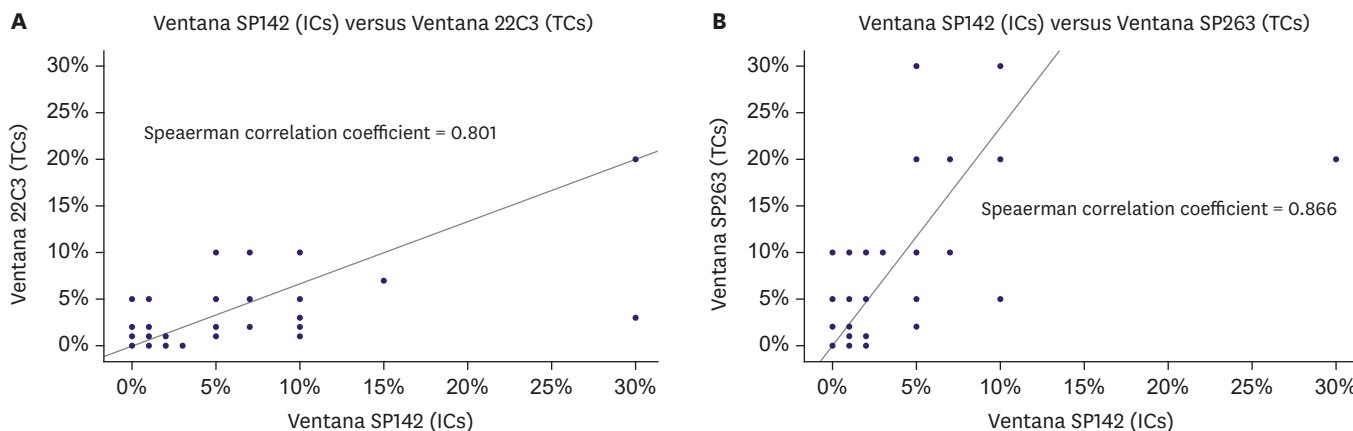 A
Ventana SP142 (ICs) versus Ventana 22C3 (TCs)
30%
25%
20%
15%
10%
5%
0%
Ventana 22C3 (TCs)
Speaerman correlation coefficient = 0.801
0% 5% 10% 15% 20% 25% 30%
Ventana SP142 (ICs)
B
Ventana SP142 (ICs) versus Ventana SP263 (TCs)
30%
25%
20%
15%
10%
5%
0%
Ventana SP263 (TCs)
Speaerman correlation coefficient = 0.866
0% 5% 10% 15% 20% 25% 30%
Ventana SP142 (ICs)